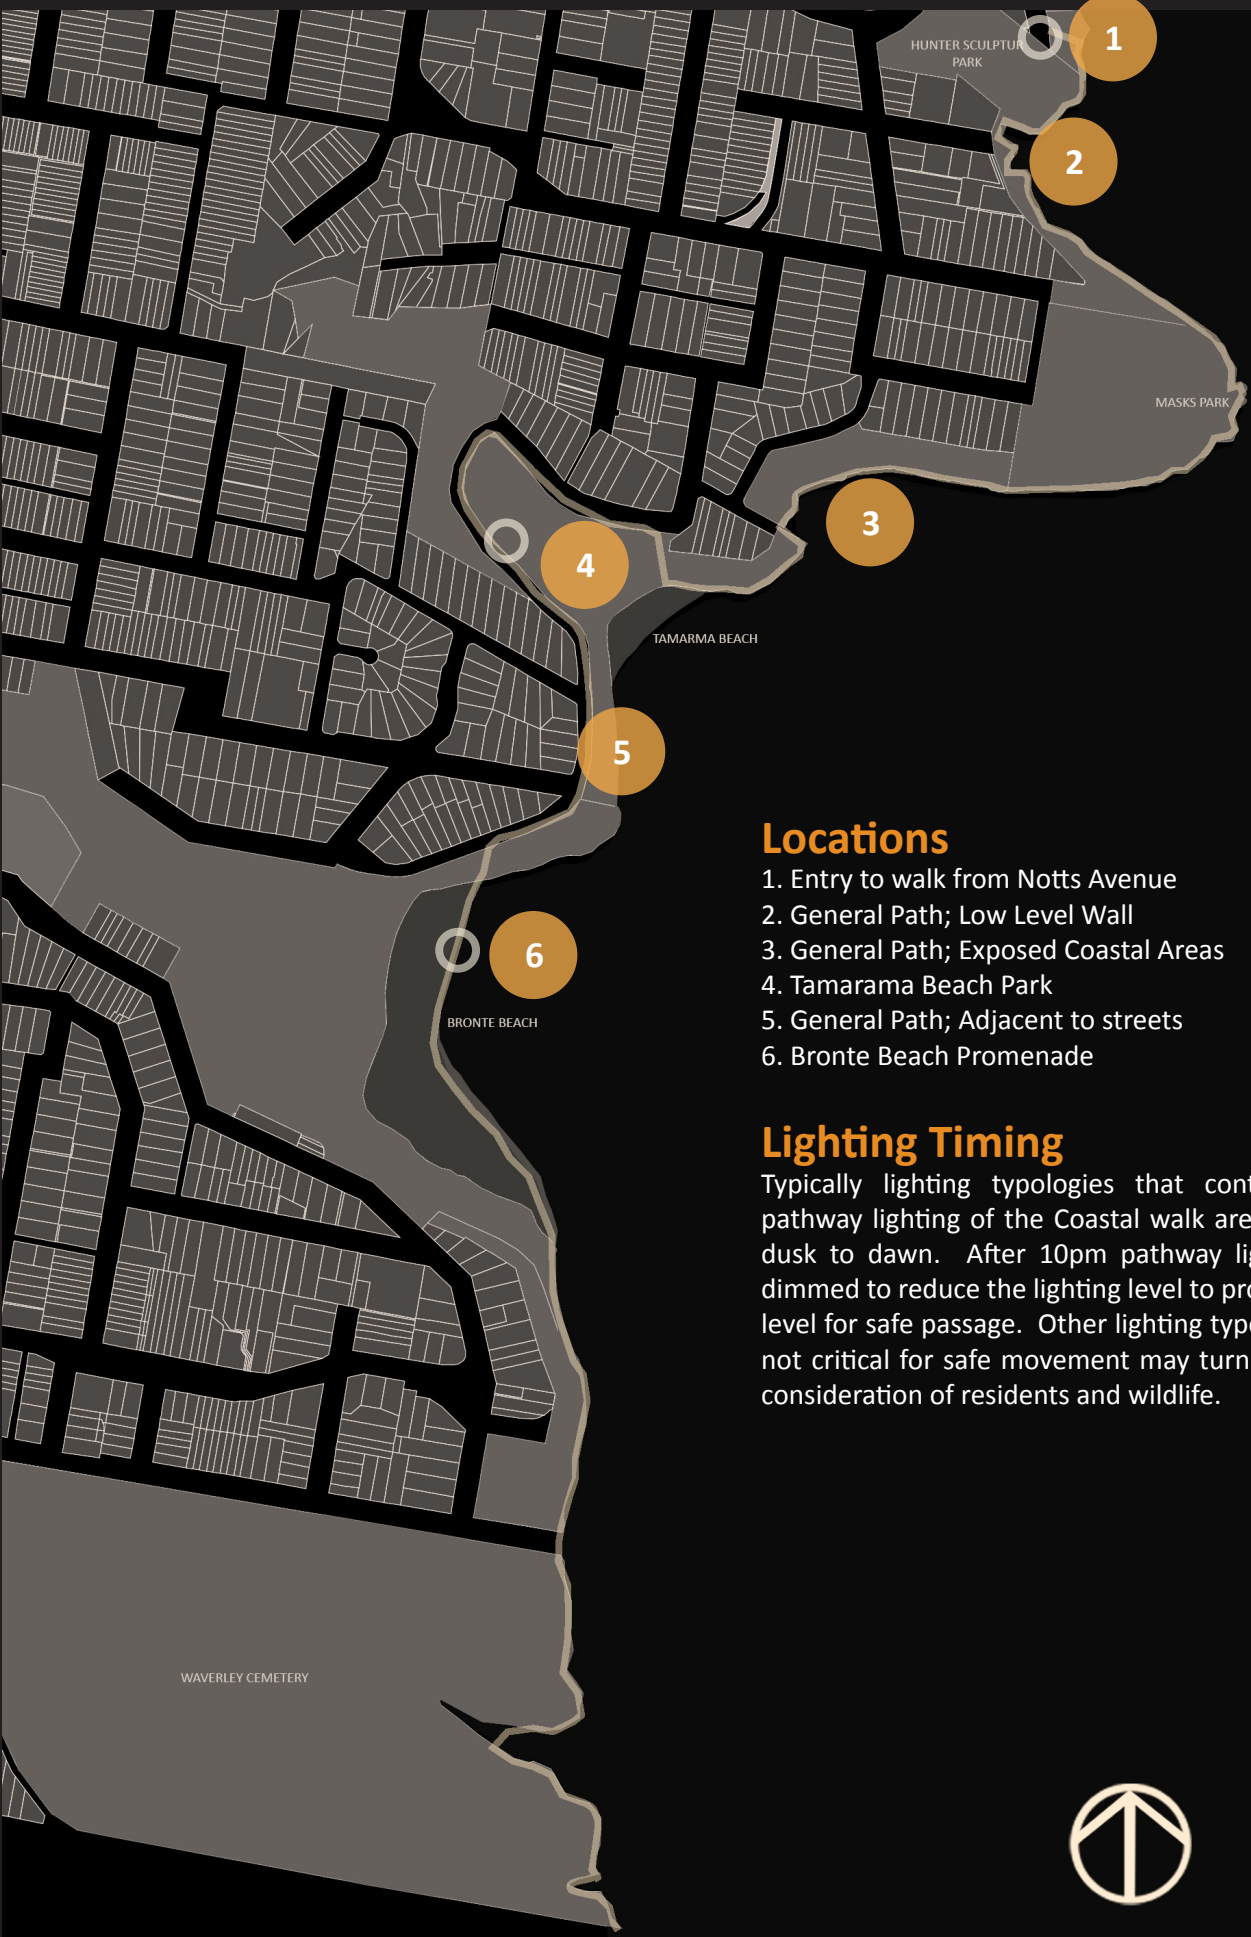 HUNTER SCULPTUR
PARK
1
2
MASKS PARK
3
4
TAMARMA BEACH
5
Locations
1. Entry to walk from Notts Avenue
2. General Path; Low Level Wall
3. General Path; Exposed Coastal Areas
4. Tamarama Beach Park
5. General Path; Adjacent to streets
6. Bronte Beach Promenade
6
BRONTE BEACH
Lighting Timing
Typically lighting typologies that cont
pathway lighting of the Coastal walk are
dusk to dawn. After 10pm pathway lig
dimmed to reduce the lighting level to pro
level for safe passage. Other lighting type
not critical for safe movement may turn
consideration of residents and wildlife.
WAVERLEY CEMETERY